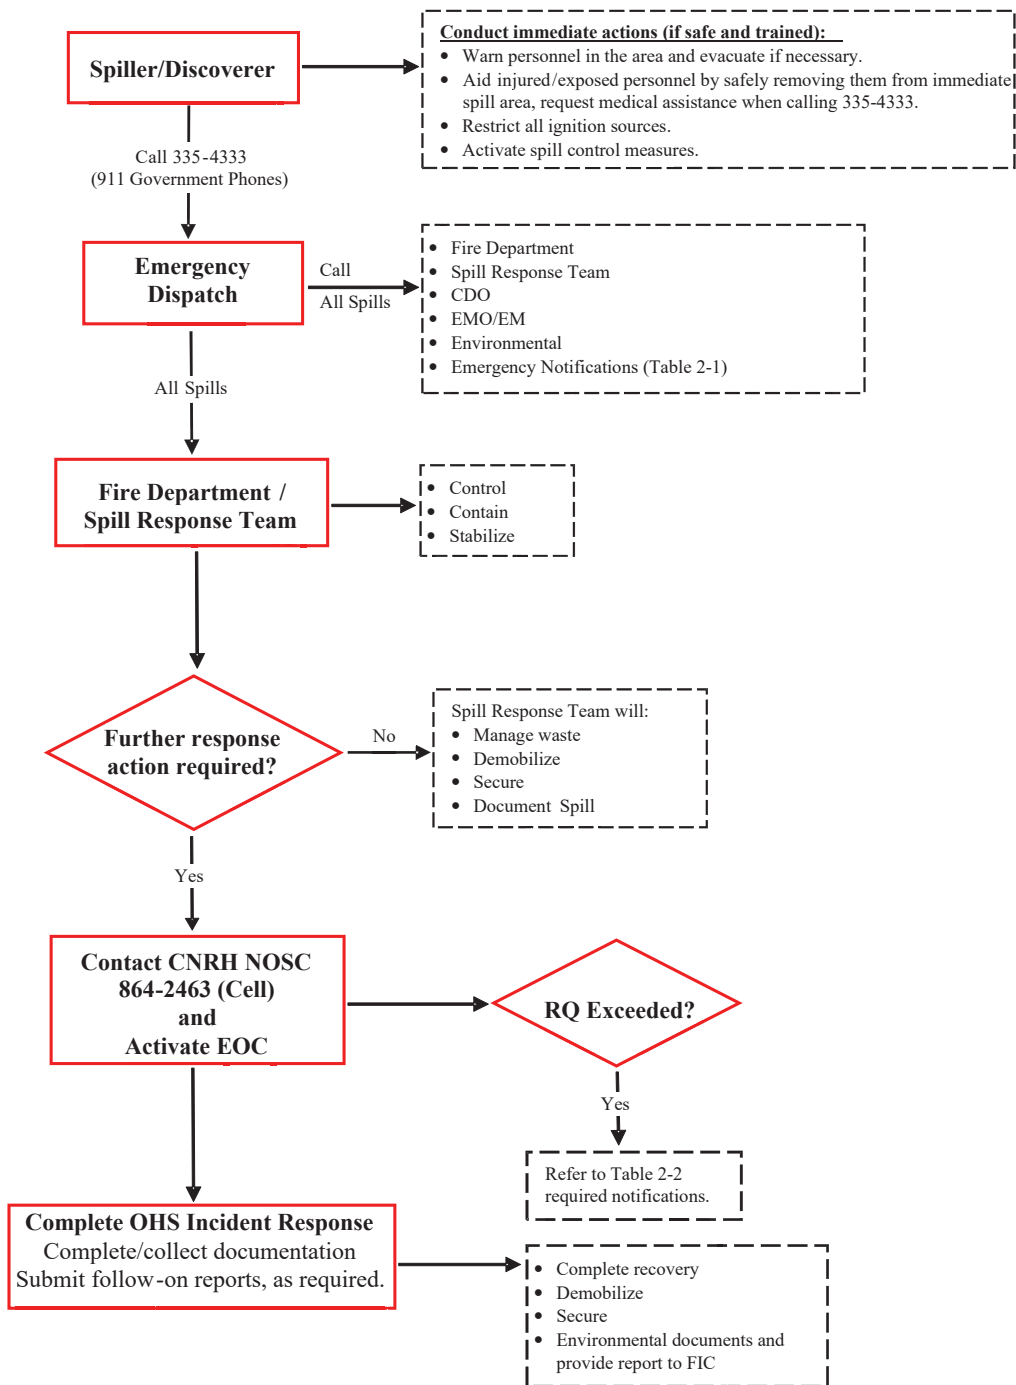 Spiller/Discoverer
Conduct immediate actions (if safe and trained):
• Warn personnel in the area and evacuate if necessary.
• Aid injured/exposed personnel by safely removing them from immediate
spill area, request medical assistance when calling 335-4333.
• Restrict all ignition sources.
• Activate spill control measures.
Call 335-4333
(911 Government Phones)
Emergency
Dispatch
Call
All Spills
• Fire Department
• Spill Response Team
• CDO
• EMO/EM
• Environmental
• Emergency Notifications (Table 2-1)
All Spills
Fire Department /
Spill Response Team
• Control
• Contain
• Stabilize
Further response
action required?
No
Spill Response Team will:
• Manage waste
• Demobilize
• Secure
• Document Spill
Yes
Contact CNRH NOSC
864-2463 (Cell)
and
Activate EOC
RQ Exceeded?
Yes
Refer to Table 2-2
required notifications.
Complete OHS Incident Response
Complete/collect documentation
Submit follow-on reports, as required.
• Complete recovery
• Demobilize
• Secure
• Environmental documents and
provide report to FIC